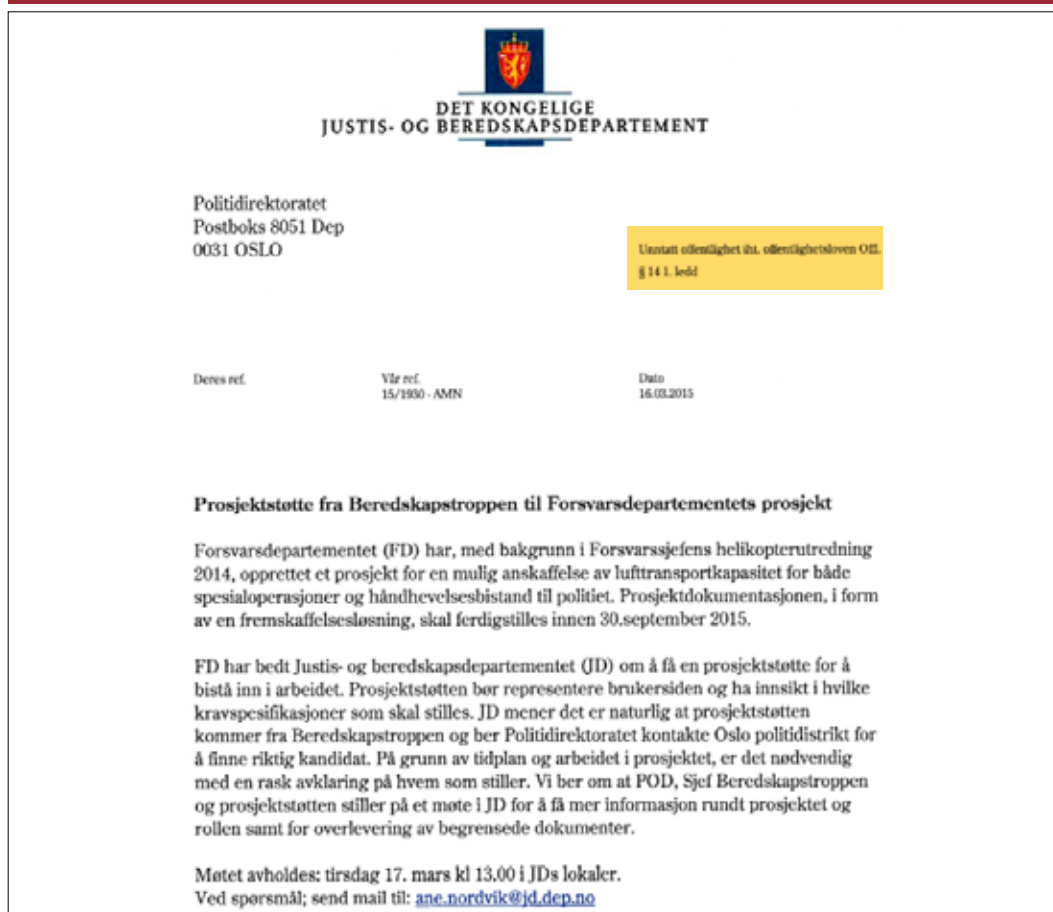 DET KONGELIGE
JUSTIS- OG BEREDSKAPSDEPARTEMENT
Politidirektoratet
Postboks 8051 Dep
0031 OSLO
Unntatt offentlighet iht. offentlighetsloven Off.
§ 14 1. ledd
Deres ref.
Vår ref.
15/1930 - AMN
Dato
16.03.2015
Prosjektstøtte fra Beredskapstroppen til Forsvarsdepartementets prosjekt
Forsvarsdepartementet (FD) har, med bakgrunn i Forsvarssjefens helikopterutredning
2014, opprettet et prosjekt for en mulig anskaffelse av lufttransportkapasitet for både
spesialoperasjoner og håndhevelsesbistand til politiet. Prosjektdokumentasjonen, i form
av en fremskaffelsesløsning, skal ferdigstilles innen 30.september 2015.
FD har bedt Justis- og beredskapsdepartementet (JD) om å få en prosjektstøtte for å
bistå inn i arbeidet. Prosjektstøtten bør representere brukersiden og ha innsikt i hvilke
kravspesifikasjoner som skal stilles. JD mener det er naturlig at prosjektstøtten
kommer fra Beredskapstroppen og ber Politidirektoratet kontakte Oslo politidistrikt for
å finne riktig kandidat. På grunn av tidplan og arbeidet i prosjektet, er det nødvendig
med en rask avklaring på hvem som stiller. Vi ber om at POD, Sjef Beredskapstroppen
og prosjektstøtten stiller på et møte i JD for å få mer informasjon rundt prosjektet og
rollen samt for overlevering av begrensede dokumenter.
Møtet avholdes: tirsdag 17. mars kl 13.00 i JDs lokaler.
Ved spørsmål; send mail til: ane.nordvik@jd.dep.no